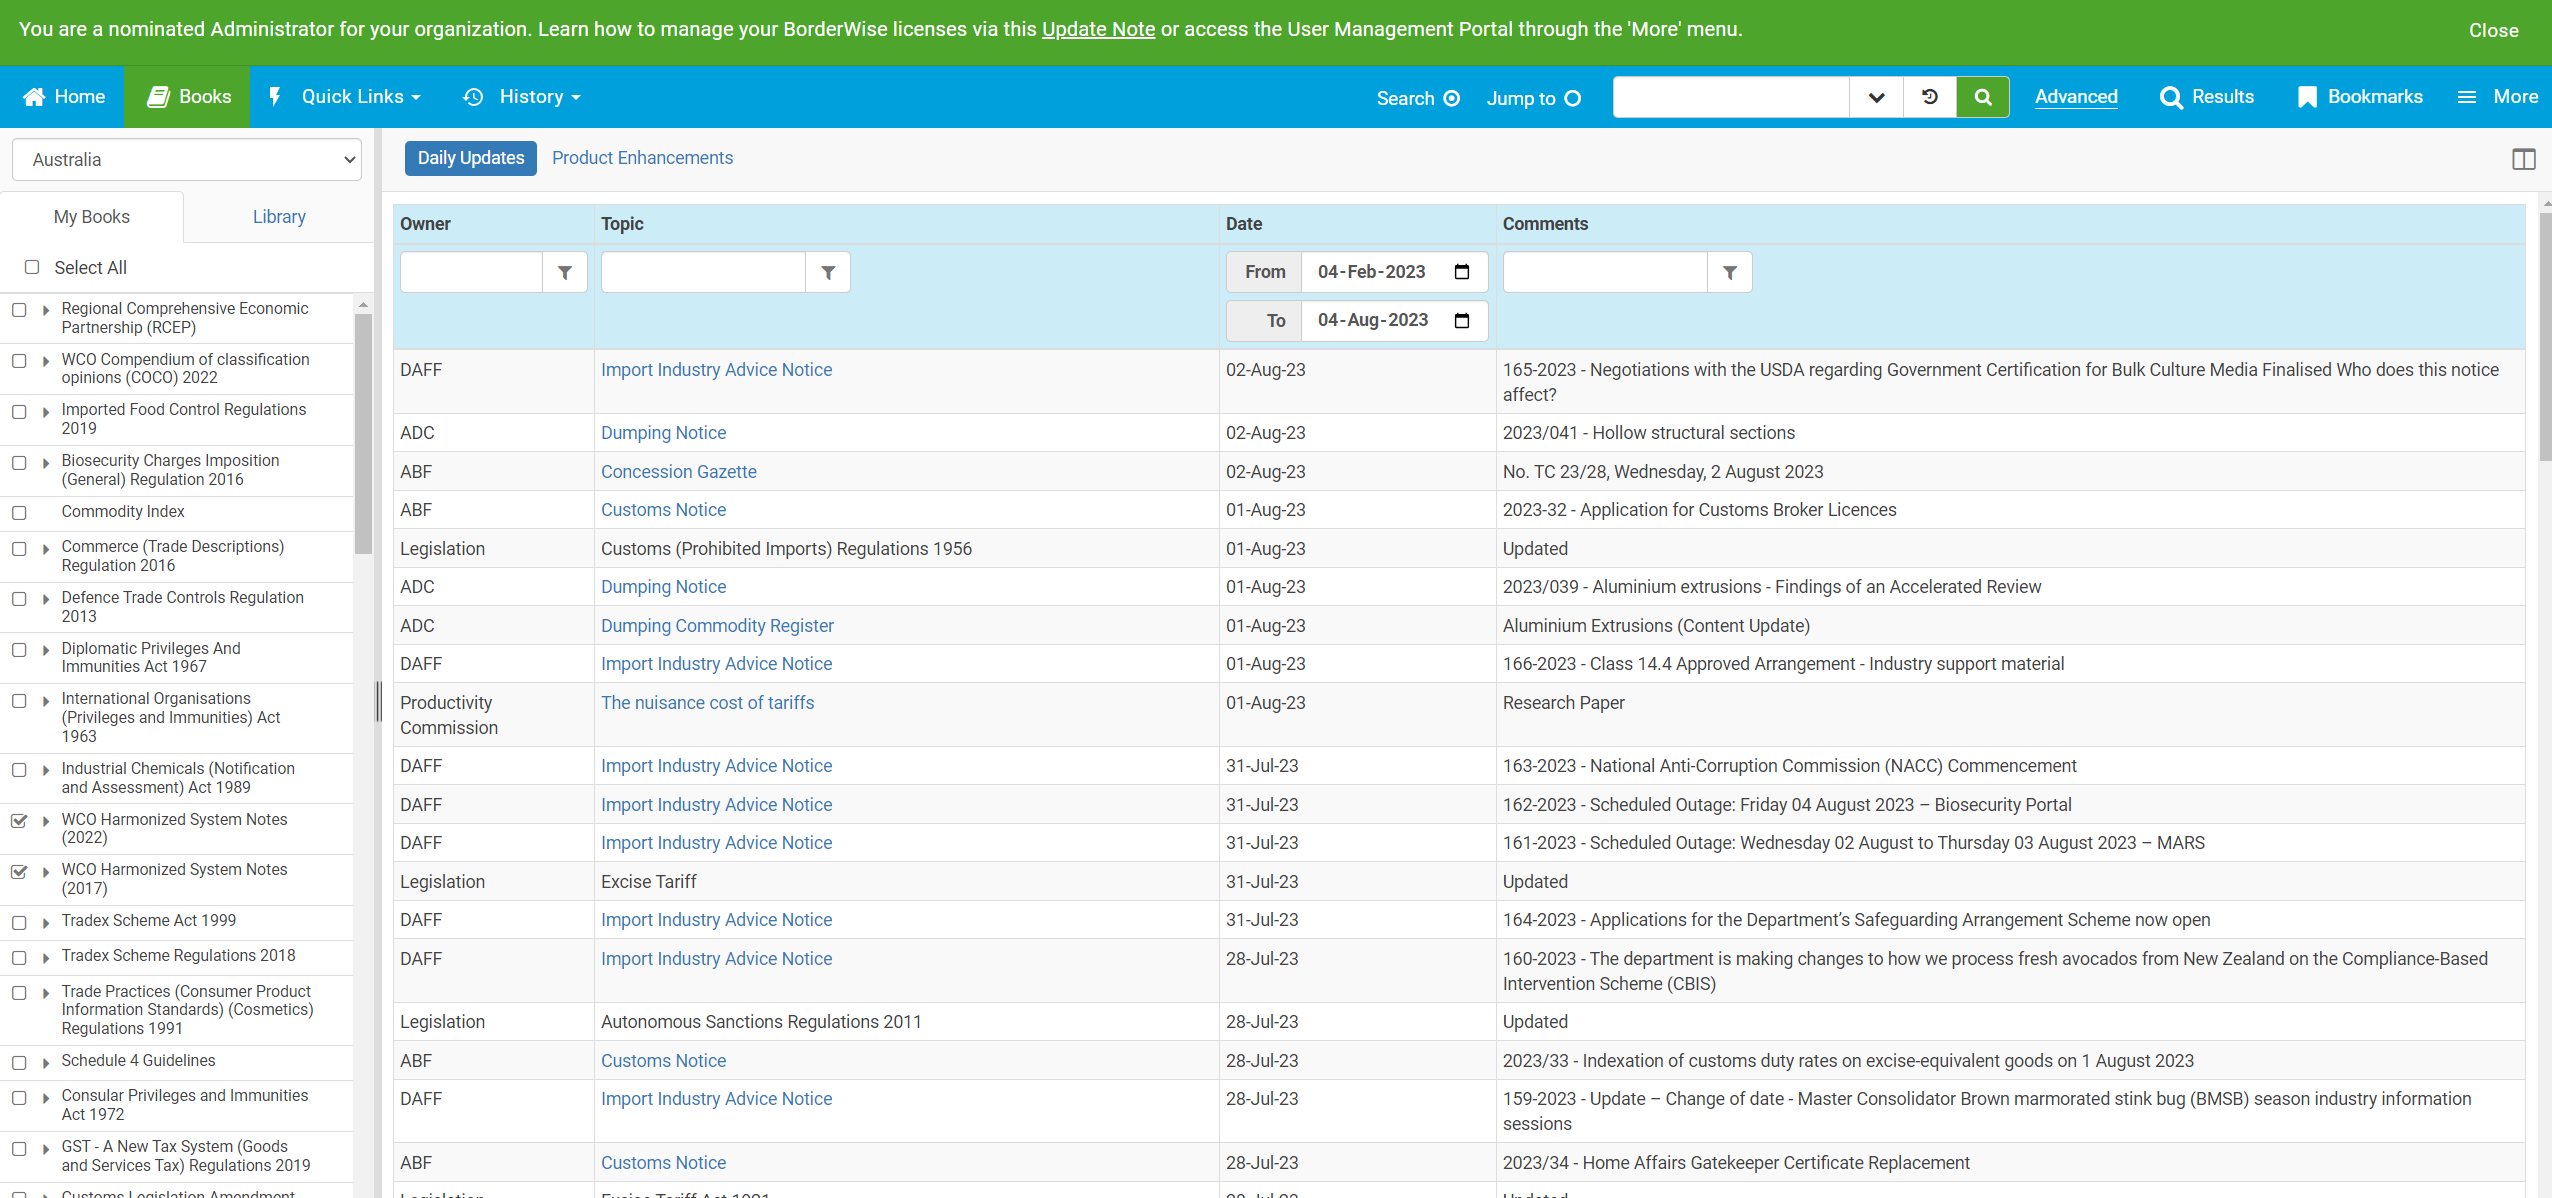 You are a nominated Administrator for your organization. Learn how to manage your BorderWise licenses via this Update Note or access the User Management Portal through the 'More' menu.
Close
Home
Books
Quick Links
History
Search
Jump to
Advanced
Results
Bookmarks
More
Australia
My Books
Library
Select All
Regional Comprehensive Economic
Partnership (RCEP)
WCO Compendium of classification
opinions (COCO) 2022
Imported Food Control Regulations
2019
Biosecurity Charges Imposition
(General) Regulation 2016
Commodity Index
Commerce (Trade Descriptions)
Regulation 2016
Defence Trade Controls Regulation
2013
Diplomatic Privileges And
Immunities Act 1967
International Organisations
(Privileges and Immunities) Act
1963
Industrial Chemicals (Notification
and Assessment) Act 1989
WCO Harmonized System Notes
(2022)
WCO Harmonized System Notes
(2017)
Tradex Scheme Act 1999
Tradex Scheme Regulations 2018
Trade Practices (Consumer Product
Information Standards) (Cosmetics)
Regulations 1991
Schedule 4 Guidelines
Consular Privileges and Immunities
Act 1972
GST - A New Tax System (Goods
and Services Tax) Regulations 2019
Customs Legislation Amendment
Daily Updates
Product Enhancements
Owner Topic Date Comments
From 04-Feb-2023
To 04-Aug-2023
DAFF Import Industry Advice Notice 02-Aug-23 165-2023 - Negotiations with the USDA regarding Government Certification for Bulk Culture Media Finalised Who does this notice
affect?
ADC Dumping Notice 02-Aug-23 2023/041 - Hollow structural sections
ABF Concession Gazette 02-Aug-23 No. TC 23/28, Wednesday, 2 August 2023
ABF Customs Notice 01-Aug-23 2023-32 - Application for Customs Broker Licences
Legislation Customs (Prohibited Imports) Regulations 1956 01-Aug-23 Updated
ADC Dumping Notice 01-Aug-23 2023/039 - Aluminium extrusions - Findings of an Accelerated Review
ADC Dumping Commodity Register 01-Aug-23 Aluminium Extrusions (Content Update)
DAFF Import Industry Advice Notice 01-Aug-23 166-2023 - Class 14.4 Approved Arrangement - Industry support material
Productivity The nuisance cost of tariffs 01-Aug-23 Research Paper
Commission
DAFF Import Industry Advice Notice 31-Jul-23 163-2023 - National Anti-Corruption Commission (NACC) Commencement
DAFF Import Industry Advice Notice 31-Jul-23 162-2023 - Scheduled Outage: Friday 04 August 2023 – Biosecurity Portal
DAFF Import Industry Advice Notice 31-Jul-23 161-2023 - Scheduled Outage: Wednesday 02 August to Thursday 03 August 2023 – MARS
Legislation Excise Tariff 31-Jul-23 Updated
DAFF Import Industry Advice Notice 31-Jul-23 164-2023 - Applications for the Department’s Safeguarding Arrangement Scheme now open
DAFF Import Industry Advice Notice 28-Jul-23 160-2023 - The department is making changes to how we process fresh avocados from New Zealand on the Compliance-Based
Intervention Scheme (CBIS)
Legislation Autonomous Sanctions Regulations 2011 28-Jul-23 Updated
ABF Customs Notice 28-Jul-23 2023/33 - Indexation of customs duty rates on excise-equivalent goods on 1 August 2023
DAFF Import Industry Advice Notice 28-Jul-23 159-2023 - Update – Change of date - Master Consolidator Brown marmorated stink bug (BMSB) season industry information
sessions
ABF Customs Notice 28-Jul-23 2023/34 - Home Affairs Gatekeeper Certificate Replacement
Legislation Excise Tariff Act 1921 28-Jul-23 Updated